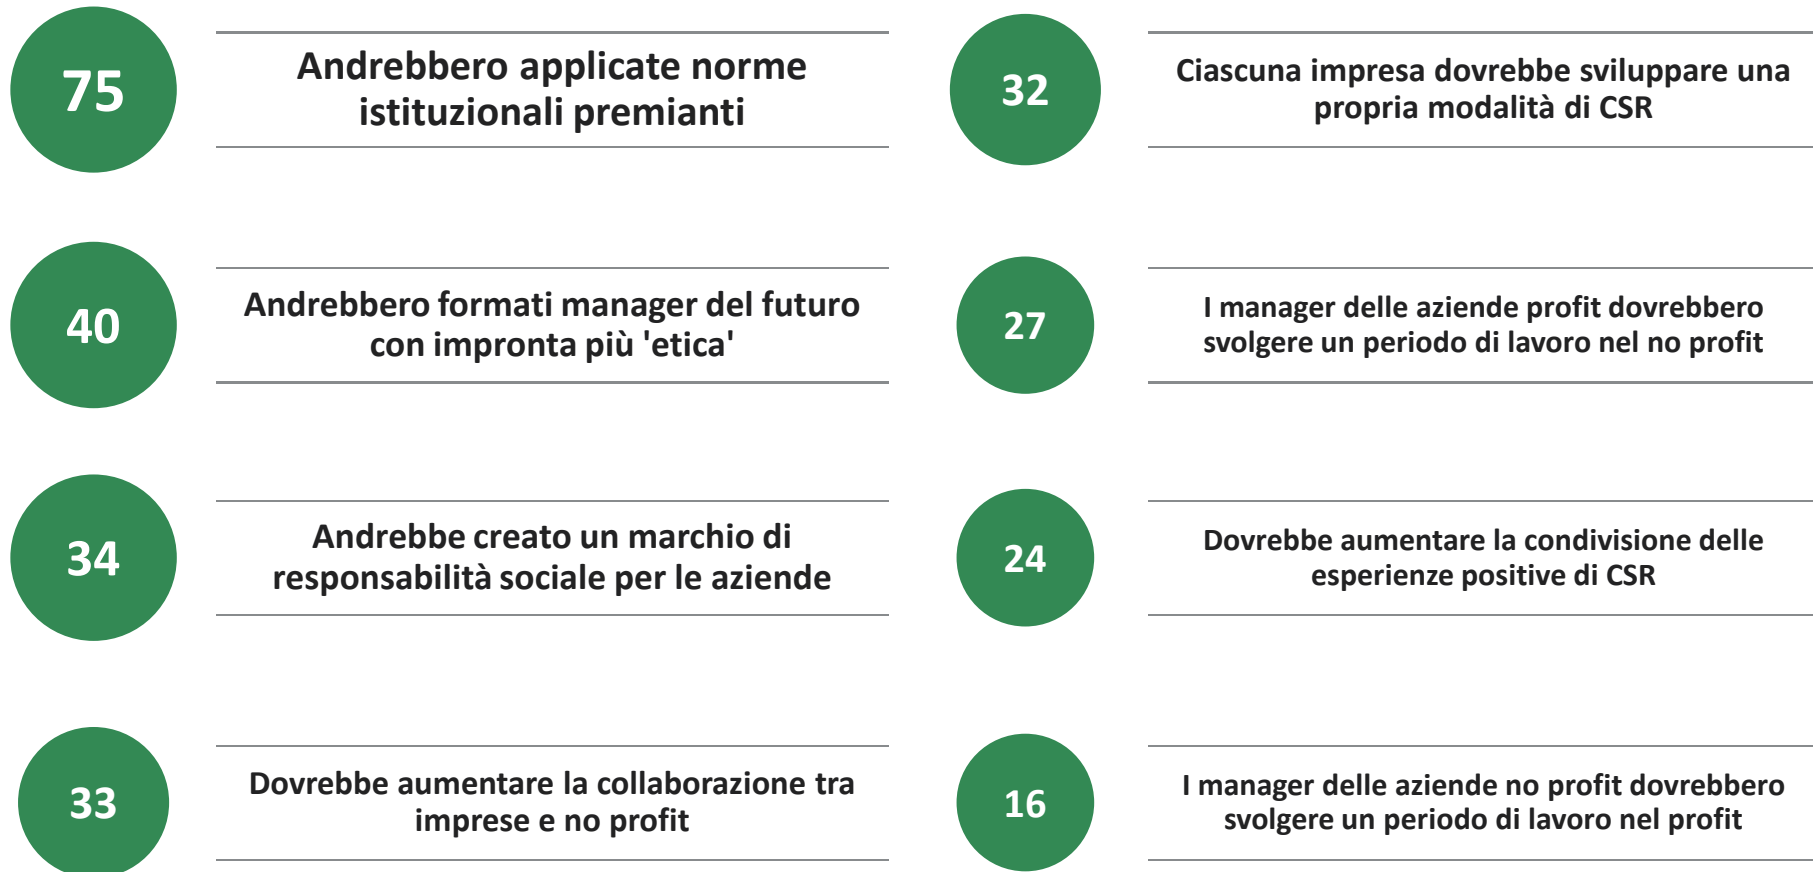 75
Andrebbero applicate norme
istituzionali premianti
40
Andrebbero formati manager del futuro
con impronta più 'etica'
34
Andrebbe creato un marchio di
responsabilità sociale per le aziende
33
Dovrebbe aumentare la collaborazione tra
imprese e no profit
32
Ciascuna impresa dovrebbe sviluppare una
propria modalità di CSR
27
I manager delle aziende profit dovrebbero
svolgere un periodo di lavoro nel no profit
24
Dovrebbe aumentare la condivisione delle
esperienze positive di CSR
16
I manager delle aziende no profit dovrebbero
svolgere un periodo di lavoro nel profit